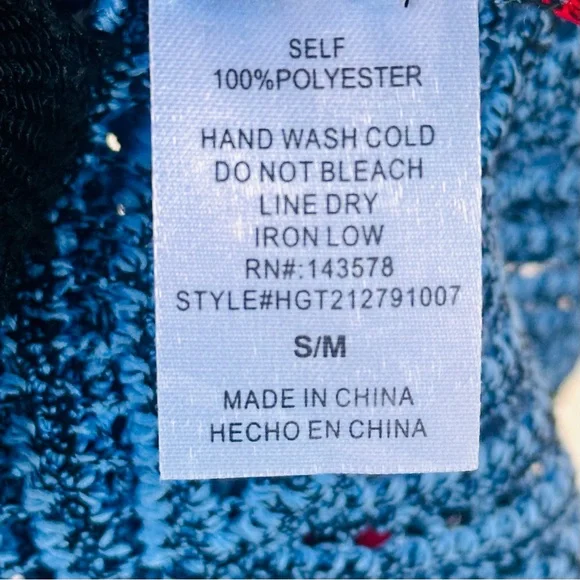 SELF
100%POLYESTER
HAND WASH COLD
DO NOT BLEACH
LINE DRY
IRON LOW
RN#:143578
STYLE#HGT212791007
S/M
MADE IN CHINA
HECHO EN CHINA